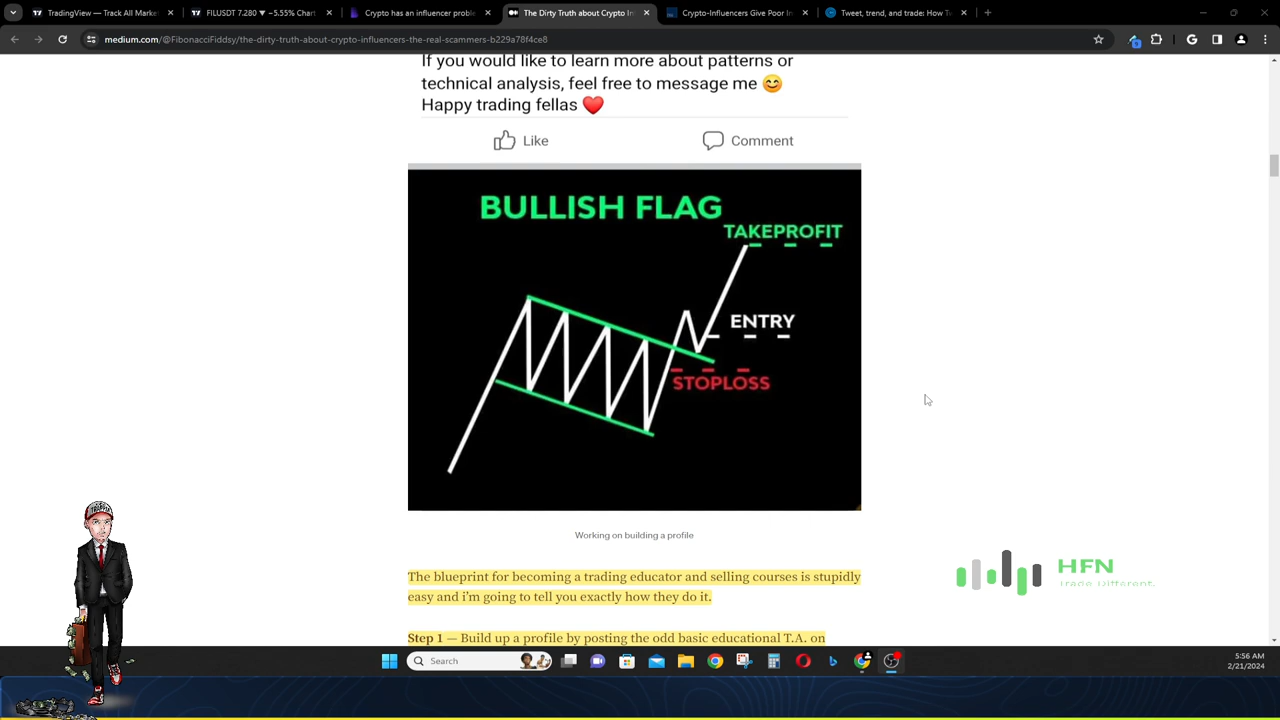 TradingView — Track All Market
FILUSDT 7.280 ▼ −5.55% Chart
Crypto has an influencer proble
The Dirty Truth about Crypto In
Crypto-Influencers Give Poor In
Tweet, trend, and trade: How Tw
medium.com/@FibonacciFiddsy/the-dirty-truth-about-crypto-influencers-the-real-scammers-b229a78f4ce8
If you would like to learn more about patterns or
technical analysis, feel free to message me 😊
Happy trading fellas ❤️
Like
Comment
BULLISH FLAG
TAKEPROFIT
ENTRY
STOPLOSS
Working on building a profile
The blueprint for becoming a trading educator and selling courses is stupidly
easy and i'm going to tell you exactly how they do it.
Step 1 — Build up a profile by posting the odd basic educational T.A. on
HFN
Trade Different.
Search
5:56 AM
2/21/2024